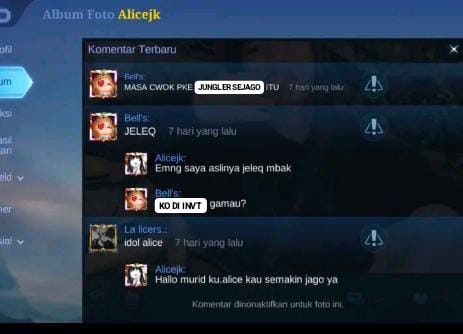 Album Foto Alicejk
ofil
Komentar Terbaru
Bell's:
MASA CWOK PKE JUNGLER SEJAGO ITU 7 hari yang lalu
um
Bell's:
JELEQ 7 hari yang lalu
ksi
Alicejk:
Emng saya aslinya jeleq mbak
asil
tan
eld
Bell's:
KO DI INVT gamau?
ner
La licers.:
idol alice 7 hari yang lalu
sial
Alicejk:
Hallo murid ku.alice kau semakin jago ya
Komentar dinonaktifkan untuk foto ini.